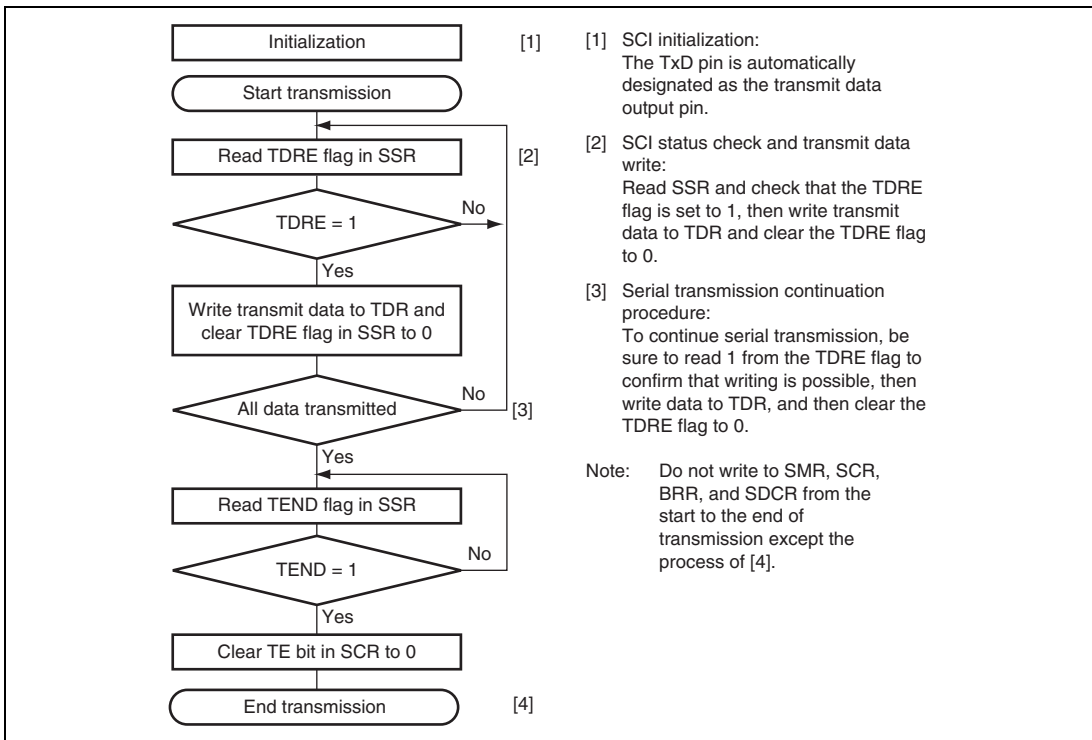 Initialization
[1]
Start transmission
Read TDRE flag in SSR
[2]
No
TDRE = 1
Yes
Write transmit data to TDR and
clear TDRE flag in SSR to 0
No
All data transmitted
[3]
Yes
Read TEND flag in SSR
No
TEND = 1
Yes
Clear TE bit in SCR to 0
End transmission
[4]
[1] SCI initialization:
The TxD pin is automatically
designated as the transmit data
output pin.
[2] SCI status check and transmit data
write:
Read SSR and check that the TDRE
flag is set to 1, then write transmit
data to TDR and clear the TDRE flag
to 0.
[3] Serial transmission continuation
procedure:
To continue serial transmission, be
sure to read 1 from the TDRE flag to
confirm that writing is possible, then
write data to TDR, and then clear the
TDRE flag to 0.
Note: Do not write to SMR, SCR,
BRR, and SDCR from the
start to the end of
transmission except the
process of [4].